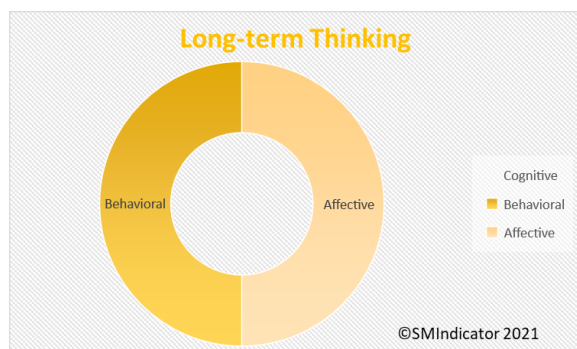 Long-term Thinking
Behavioral
Affective
Cognitive
Behavioral
Affective
©SMIndicator 2021